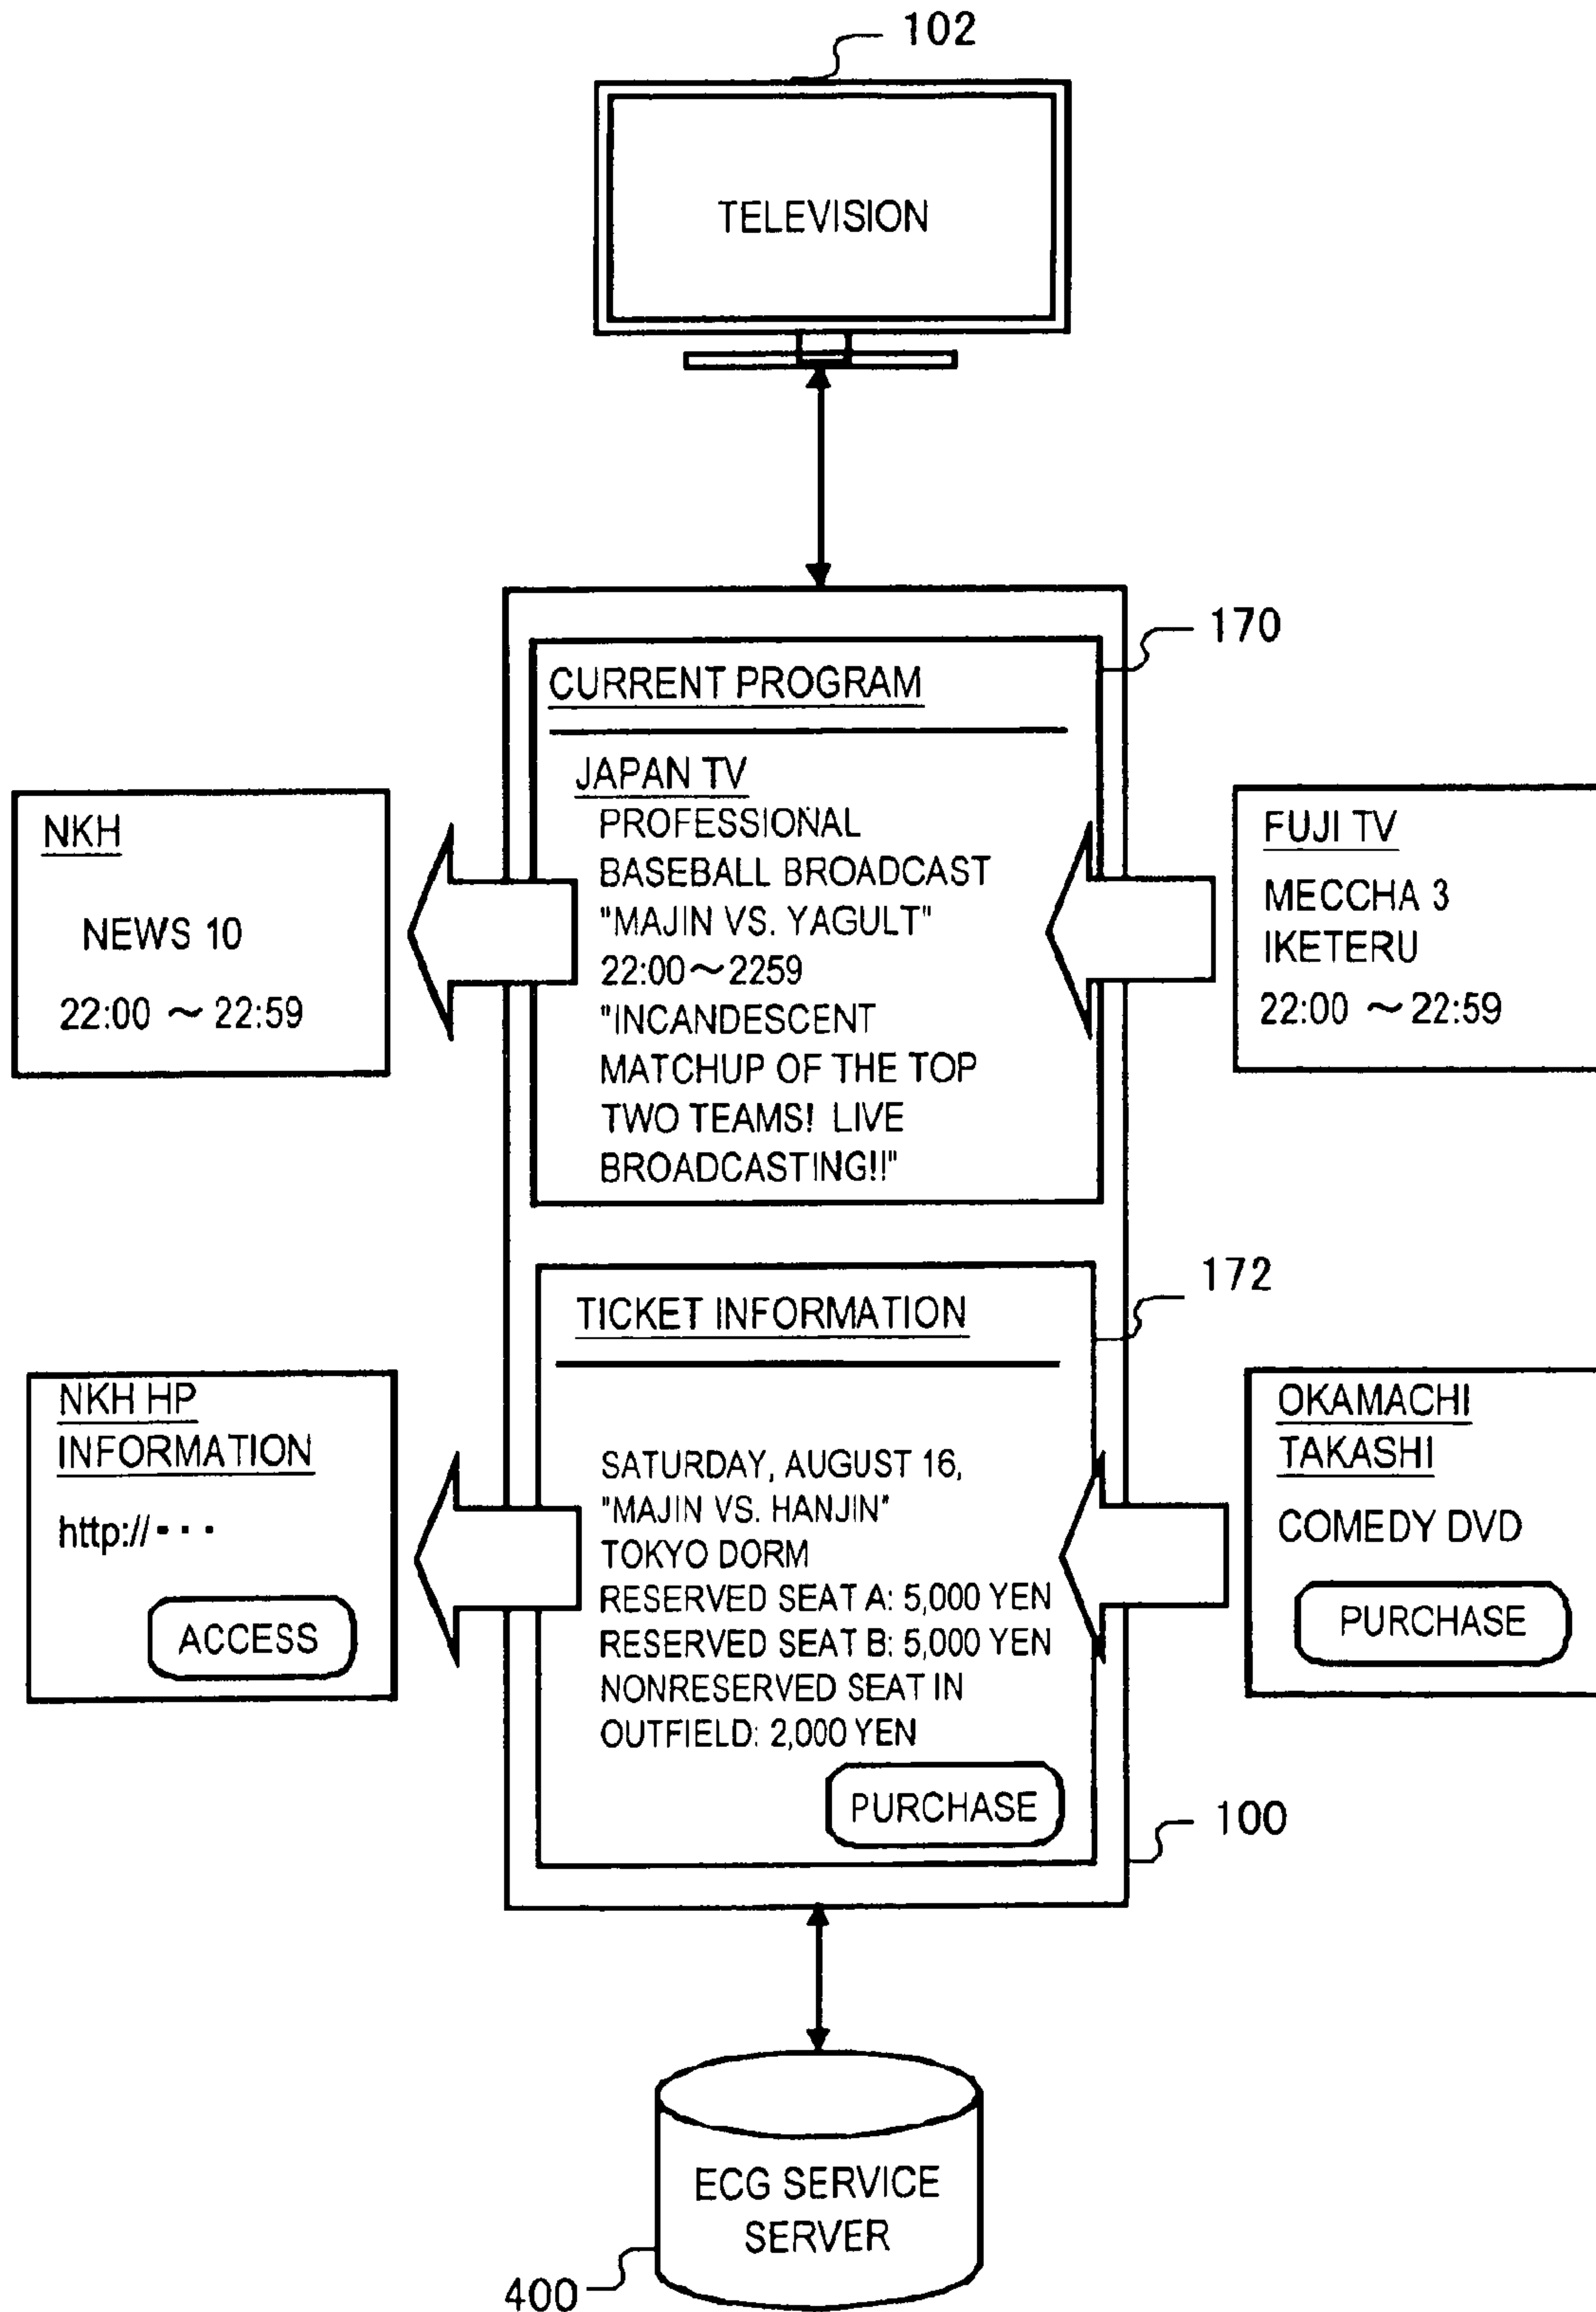 102
TELEVISION
170
CURRENT PROGRAM
JAPAN TV
PROFESSIONAL
BASEBALL BROADCAST
"MAJIN VS. YAGULT"
22:00～2259
"INCANDESCENT
MATCHUP OF THE TOP
TWO TEAMS! LIVE
BROADCASTING!!"
NKH
NEWS 10
22:00 ～ 22:59
FUJI TV
MECCHA 3
IKETERU
22:00 ～ 22:59
172
TICKET INFORMATION
SATURDAY, AUGUST 16,
"MAJIN VS. HANJIN"
TOKYO DORM
RESERVED SEAT A: 5,000 YEN
RESERVED SEAT B: 5,000 YEN
NONRESERVED SEAT IN
OUTFIELD: 2,000 YEN
PURCHASE
NKH HP
INFORMATION
http://･･･
ACCESS
OKAMACHI
TAKASHI
COMEDY DVD
PURCHASE
100
ECG SERVICE
SERVER
400